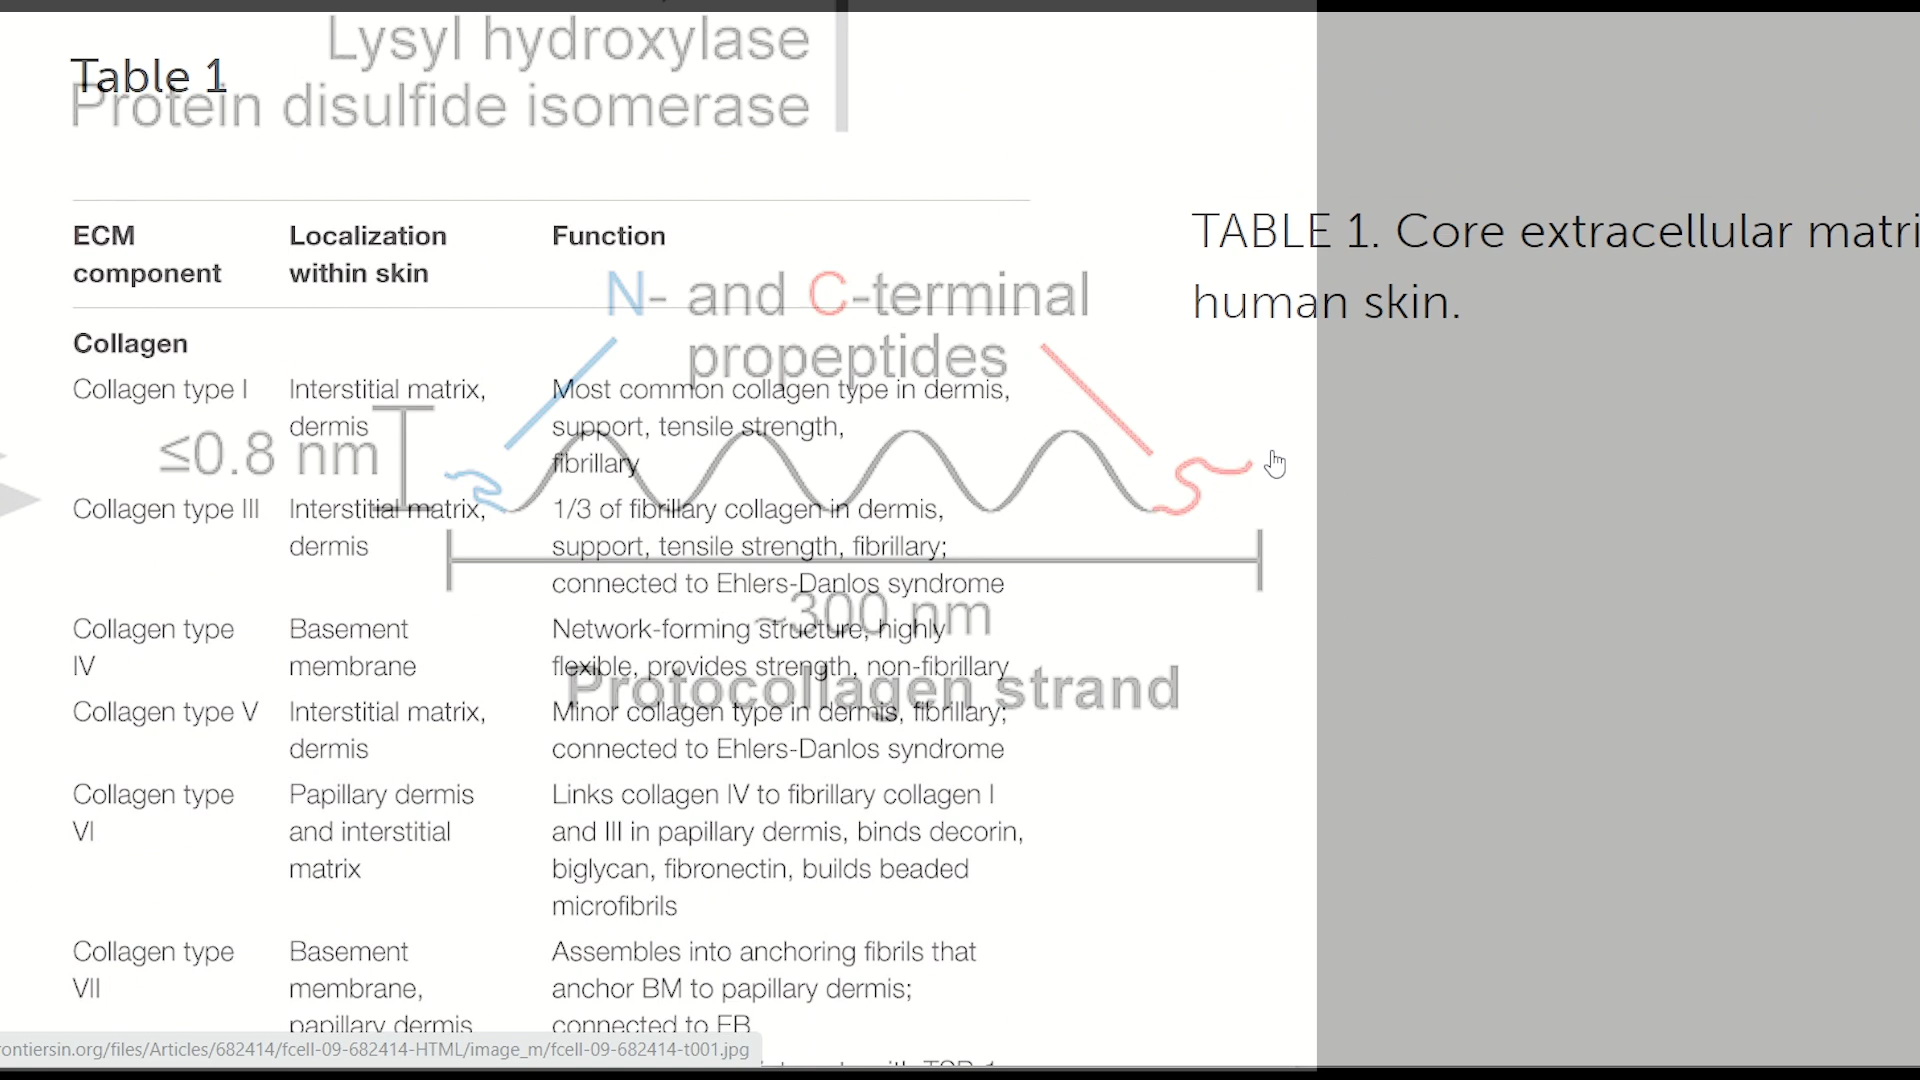 Lysyl hydroxylase
Table 1
Protein disulfide isomerase
TABLE 1. Core extracellular matri
human skin.
ECM component
Localization within skin
Function
N- and C-terminal
propeptides
≤0.8 nm
~300 nm
Protocollagen strand
Collagen
Collagen type I
Interstitial matrix,
dermis
Most common collagen type in dermis,
support, tensile strength,
fibrillary
Collagen type III
Interstitial matrix,
dermis
1/3 of fibrillary collagen in dermis,
support, tensile strength, fibrillary;
connected to Ehlers-Danlos syndrome
Collagen type
IV
Basement
membrane
Network-forming structure, highly
flexible, provides strength, non-fibrillary
Collagen type V
Interstitial matrix,
dermis
Minor collagen type in dermis, fibrillary;
connected to Ehlers-Danlos syndrome
Collagen type
VI
Papillary dermis
and interstitial
matrix
Links collagen IV to fibrillary collagen I
and III in papillary dermis, binds decorin,
biglycan, fibronectin, builds beaded
microfibrils
Collagen type
VII
Basement
membrane,
papillary dermis
Assembles into anchoring fibrils that
anchor BM to papillary dermis;
connected to EB
rontiersin.org/files/Articles/682414/fcell-09-682414-HTML/image_m/fcell-09-682414-t001.jpg